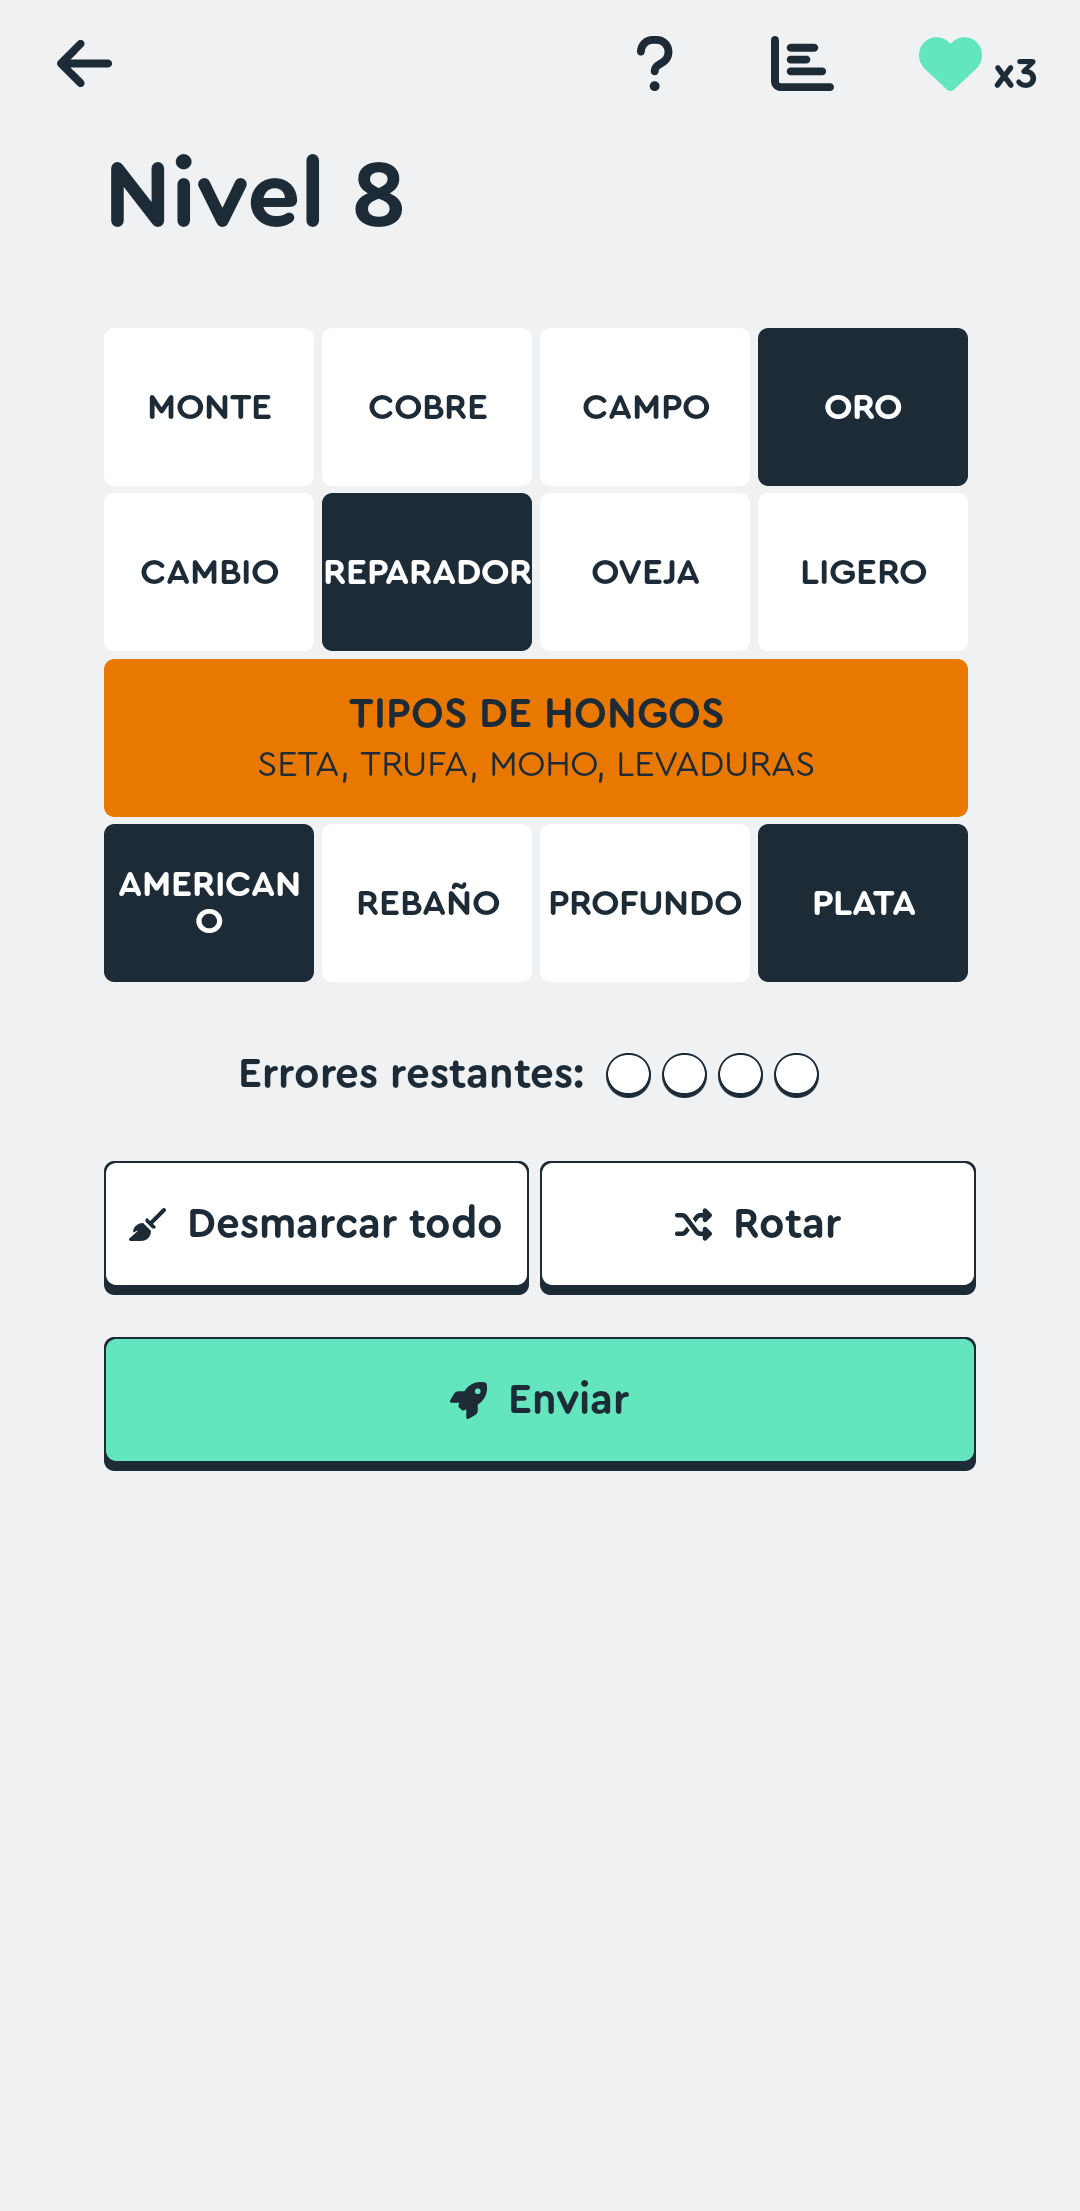 x3
Nivel 8
MONTE COBRE CAMPO ORO
CAMBIO REPARADOR OVEJA LIGERO
TIPOS DE HONGOS
SETA, TRUFA, MOHO, LEVADURAS
AMERICAN
O
REBAÑO PROFUNDO PLATA
Errores restantes:
Desmarcar todo Rotar
Enviar